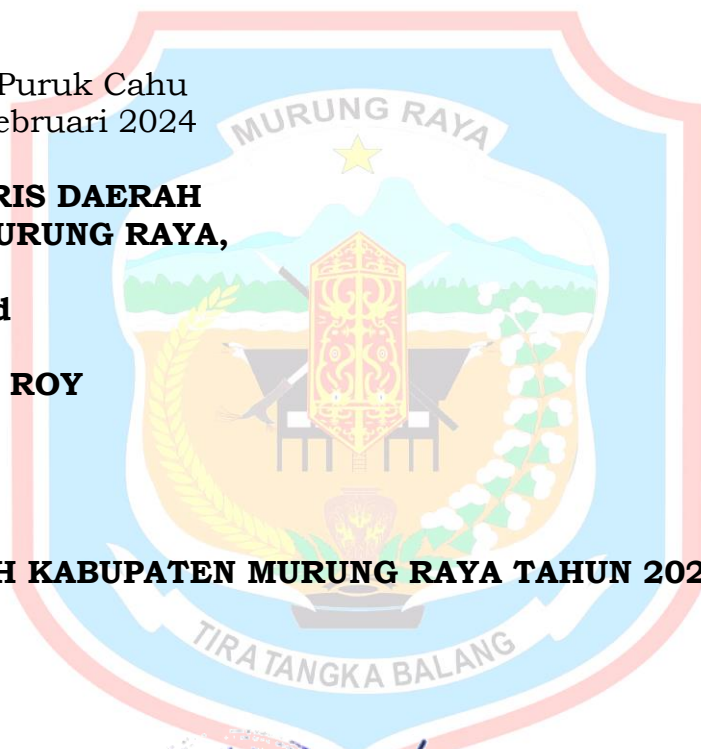 Puruk Cahu
ebruari 2024
MURUNG RAYA
RIS DAERAH
URUNG RAYA,
d
ROY
H KABUPATEN MURUNG RAYA TAHUN 202
TIRA TANGKA BALANG